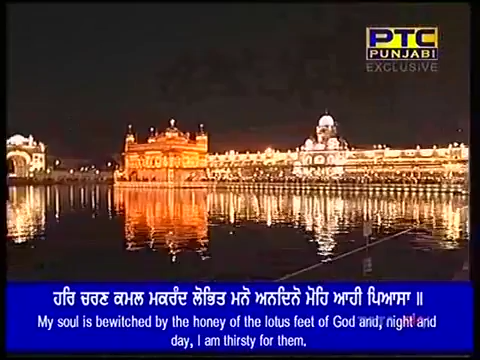 PTC
PUNJABI
EXCLUSIVE
ਹਰਿ ਚਰਣ ਕਮਲ ਮਕਰੰਦ ਲੋਭਿਤ ਮਨੋ ਅਨਦਿਨੋ ਮੋਹਿ ਆਹੀ ਪਿਆਸਾ ॥
My soul is bewitched by the honey of the lotus feet of God and, night and
day, I am thirsty for them.